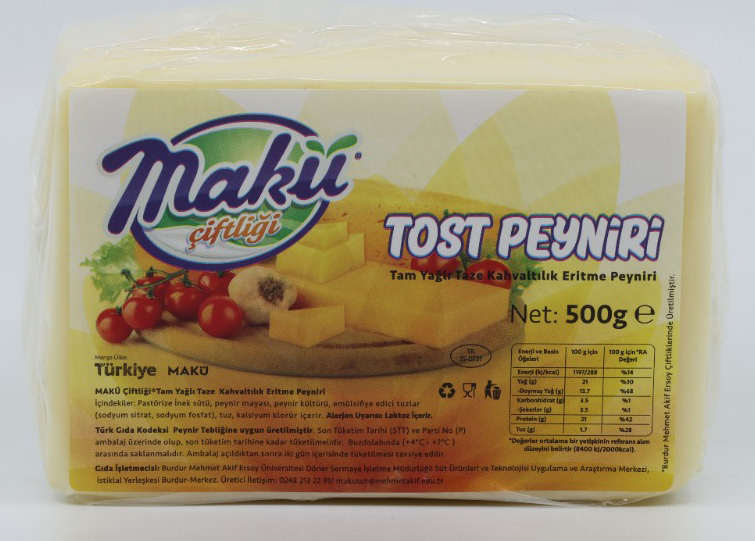 Makü
çiftliği
TOST PEYNiRi
Tam Yağlı Taze Kahvaltılık Eritme Peyniri
Net: 500g e
Menşe Ülke
Türkiye MAKÜ
TR
15-0731
MAKÜ Çiftliği®Tam Yağlı Taze Kahvaltılık Eritme Peyniri
İçindekiler: Pastörize İnek sütü, peynir mayası, peynir kültürü, emülsifiye edici tuzlar
(sodyum sitrat, sodyum fosfat), tuz, kalsiyum klorür içerir. Alerjen Uyarısı: Laktoz İçerir.
Türk Gıda Kodeksi Peynir Tebliğine uygun üretilmiştir. Son Tüketim Tarihi (STT) ve Parti No (P)
ambalaj üzerinde olup, son tüketim tarihine kadar tüketilmelidir. Buzdolabında (+4°C - +7°C)
arasında saklanmalıdır. Ambalaj açıldıktan sonra iki gün içerisinde tüketilmesi tavsiye edilir.
Gıda İşletmecisi: Burdur Mehmet Akif Ersoy Üniversitesi Döner Sermaye İşletme Müdürlüğü Süt Ürünleri ve Teknolojisi Uygulama ve Araştırma Merkezi,
İstiklal Yerleşkesi Burdur-Merkez. Üretici İletişim: 0248 213 22 91/ makusut@mehmetakif.edu.tr
Enerji ve Besin Öğeleri 100 g için 100 g için %RA Değeri
Enerji (kj/kcal) 1197/288 %14
Yağ (g) 21 %30
-Doymuş Yağ (g) 13.7 %68
Karbonhidrat (g) 3.5 %1
-Şekerler (g) 3.5 %1
Protein (g) 21 %42
Tuz (g) 1.7 %28
*Değerler ortalama bir yetişkinin referans alım
düzeyini belirtir (8400 kj/2000kcal).
*Burdur Mehmet Akif Ersoy Çiftliklerinde Üretilmiştir.